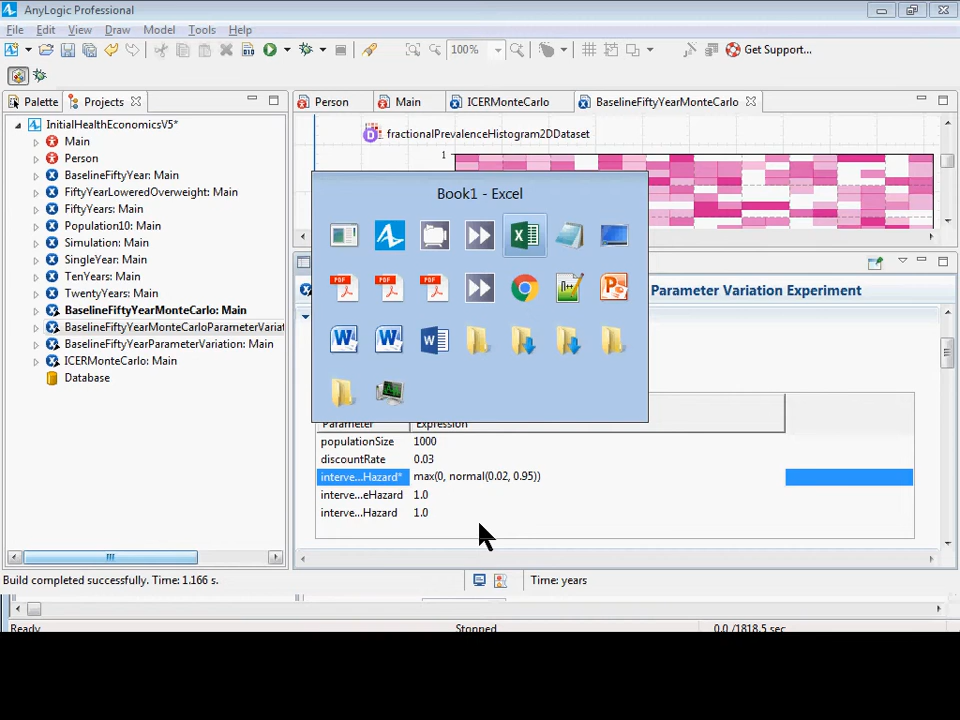 AnyLogic Professional
File Edit View Draw Model Tools Help
100% Get Support...
Palette Projects Person Main ICERMonteCarlo BaselineFiftyYearMonteCarlo
InitialHealthEconomicsV5*
Main
Person
BaselineFiftyYear: Main
FiftyYearLoweredOverweight: Main
FiftyYears: Main
Population10: Main
Simulation: Main
SingleYear: Main
TenYears: Main
TwentyYears: Main
BaselineFiftyYearMonteCarlo: Main
BaselineFiftyYearMonteCarloParameterVariat
BaselineFiftyYearParameterVariation: Main
ICERMonteCarlo: Main
Database
fractionalPrevalenceHistogram2DDataset
1
Book1 - Excel
PDF PDF PDF
Parameter Variation Experiment
Parameter Expression
populationSize 1000
discountRate 0.03
interve...Hazard* max(0, normal(0.02, 0.95))
interve...eHazard 1.0
interve...Hazard 1.0
Build completed successfully. Time: 1.166 s. Time: years
Ready Stopped 0.0 /1818.5 sec